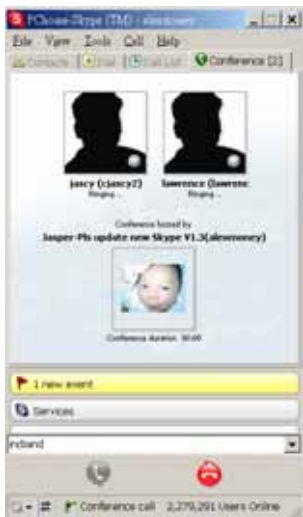 PChome-Skype (TM) - alexmoney
File View Tools Call Help
Contacts Dial Call List Conference [2]
jascy (cjascy2) lawrence (lawrenc
Ringing... Ringing...
Conference hosted by
Jasper-Pls update new Skype V1.3(alexmoney)
Conference duration 00:00
1 new event
Services
Conference call 2,279,291 Users Online